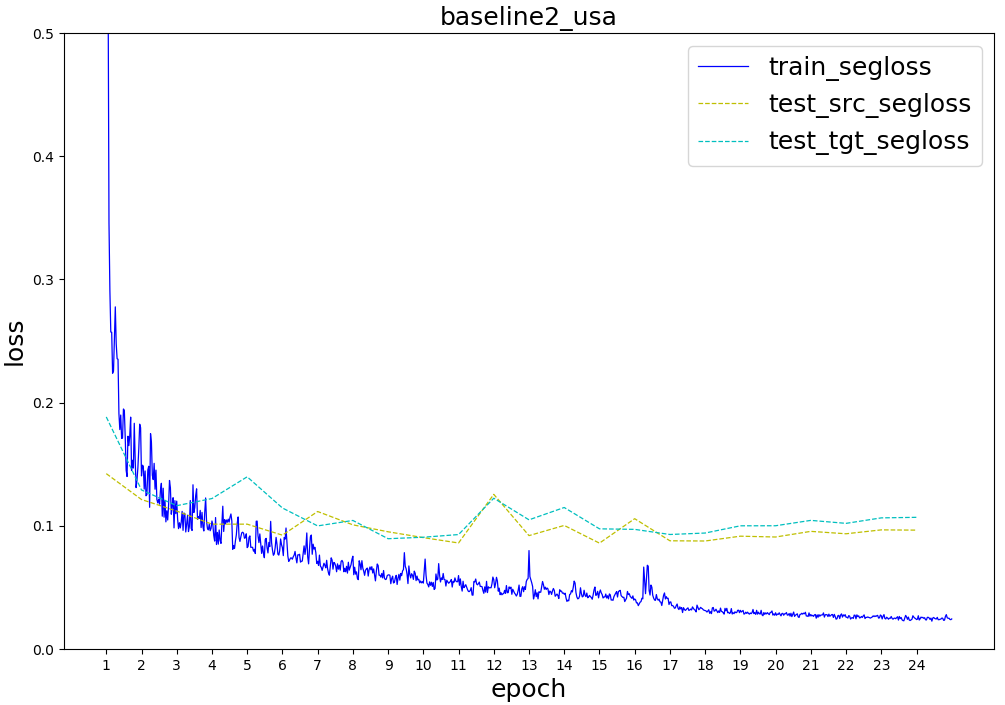 baseline2_usa
train_segloss
test_src_segloss
test_tgt_segloss
0.5
0.4
0.3
0.2
0.1
0.0
loss
1 2 3 4 5 6 7 8 9 10 11 12 13 14 15 16 17 18 19 20 21 22 23 24
epoch